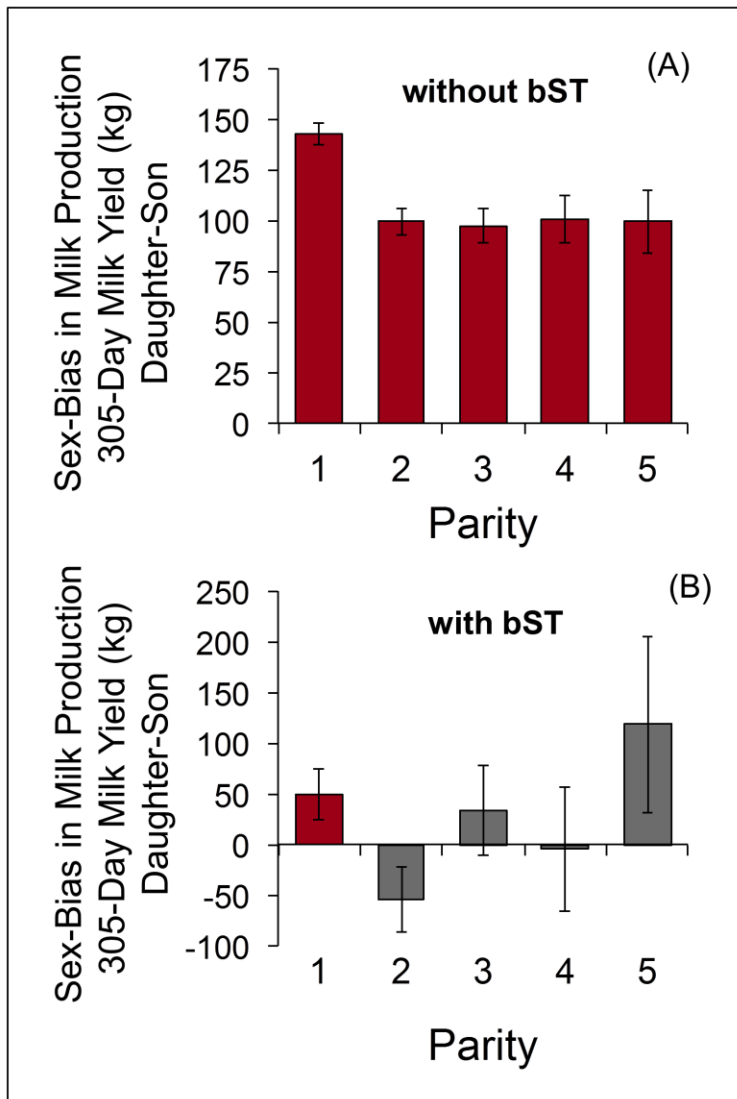 (A)
without bST
Sex-Bias in Milk Production
305-Day Milk Yield (kg)
Daughter-Son
175
150
125
100
75
50
25
0
1 2 3 4 5
Parity
(B)
with bST
Sex-Bias in Milk Production
305-Day Milk Yield (kg)
Daughter-Son
250
200
150
100
50
0
-50
-100
1 2 3 4 5
Parity